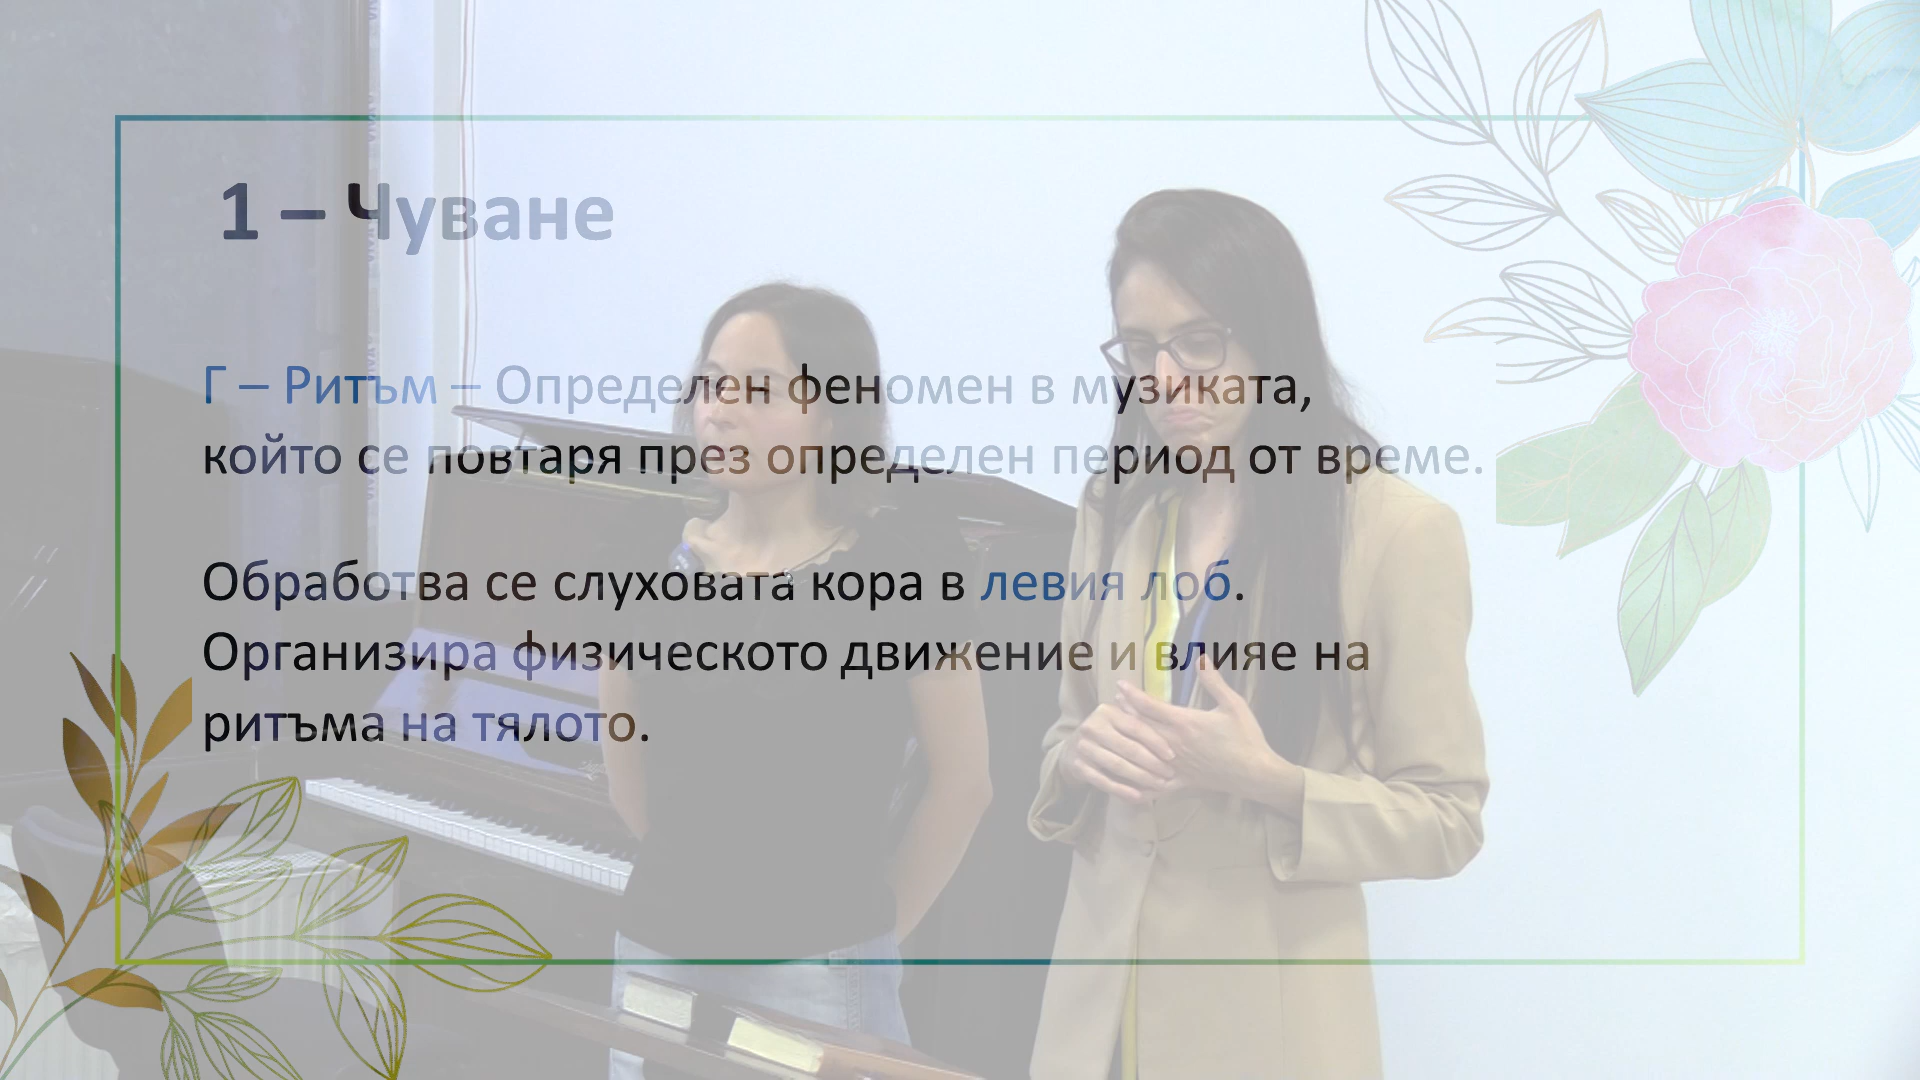 1 – Чуване
Г – Ритъм – Определен феномен в музиката,
който се повтаря през определен период от време.
Обработва се слуховата кора в левия лоб.
Организира физическото движение и влияе на
ритъма на тялото.